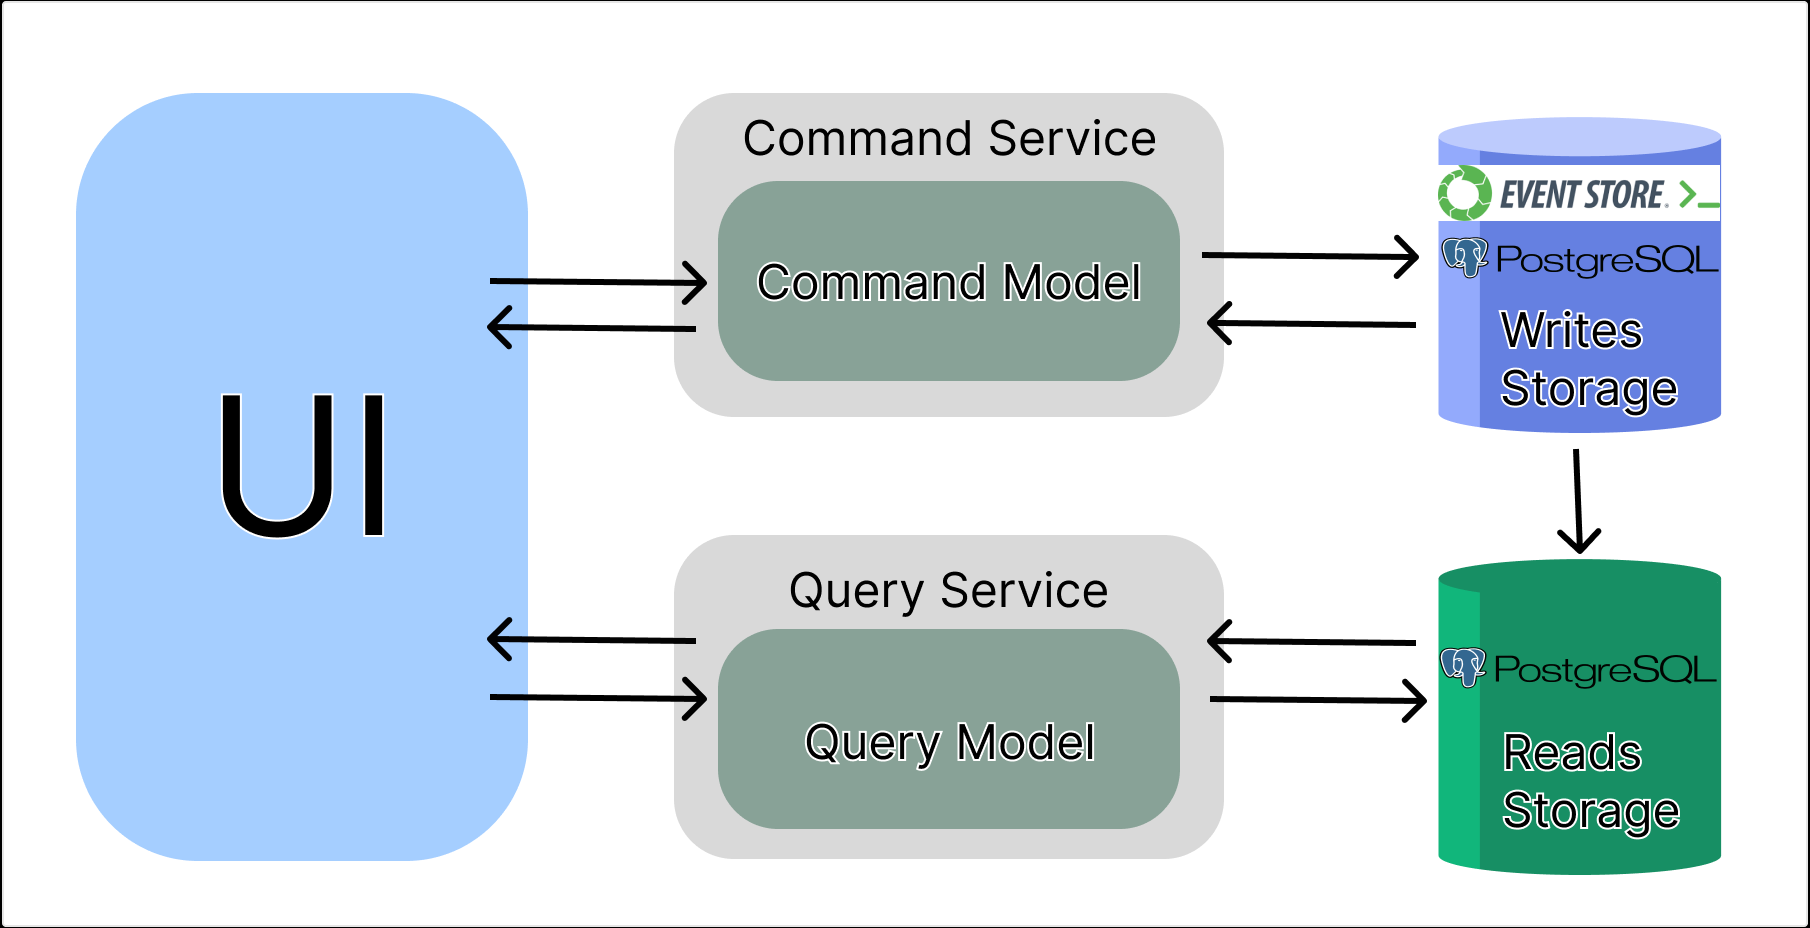 UI
Command Service
Command Model
EVENT STORE
PostgreSQL
Writes
Storage
Query Service
Query Model
PostgreSQL
Reads
Storage